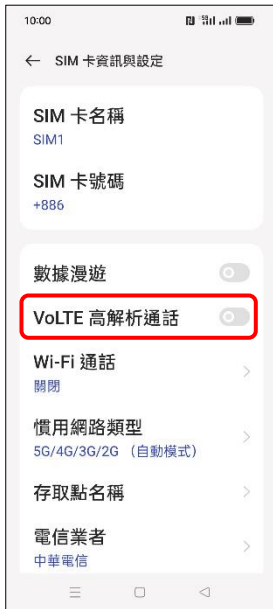 10:00
SIM 卡資訊與設定
SIM 卡名稱
SIM1
SIM 卡號碼
+886
數據漫遊
VoLTE 高解析通話
Wi-Fi 通話
關閉
慣用網路類型
5G/4G/3G/2G （自動模式）
存取點名稱
電信業者
中華電信